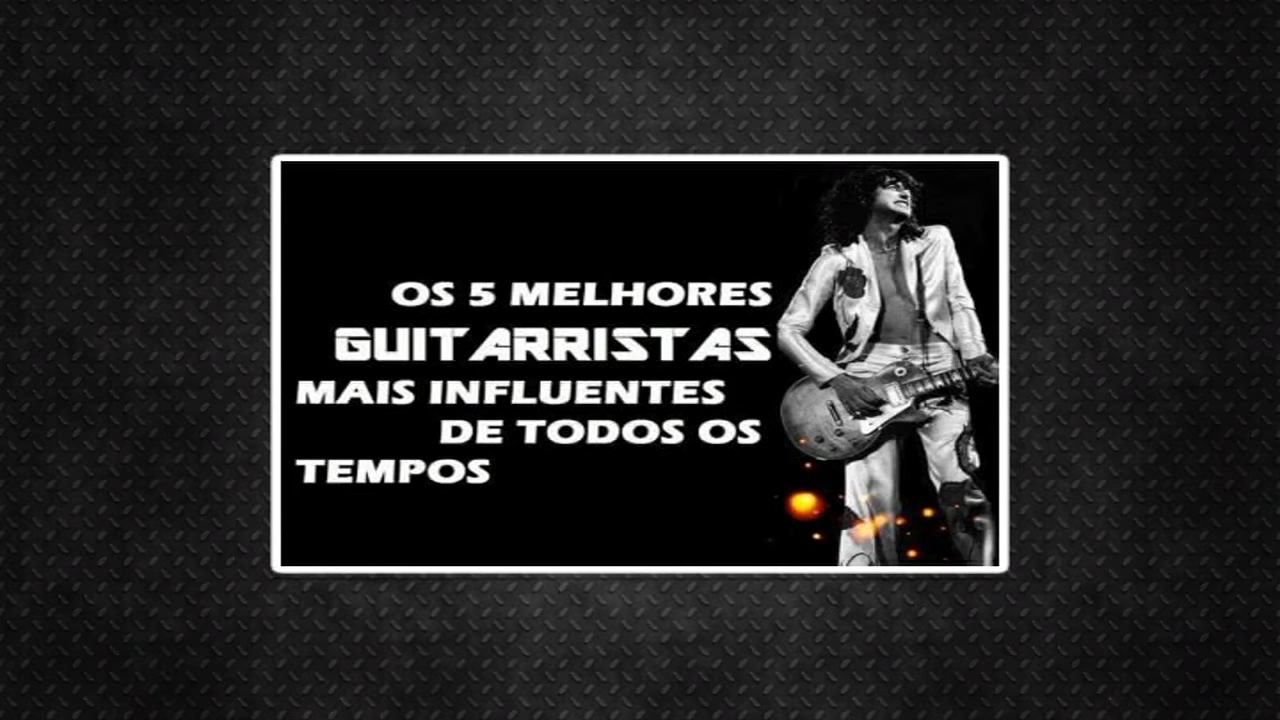 OS 5 MELHORES
GUITARRISTAS
MAIS INFLUENTES
DE TODOS OS
TEMPOS